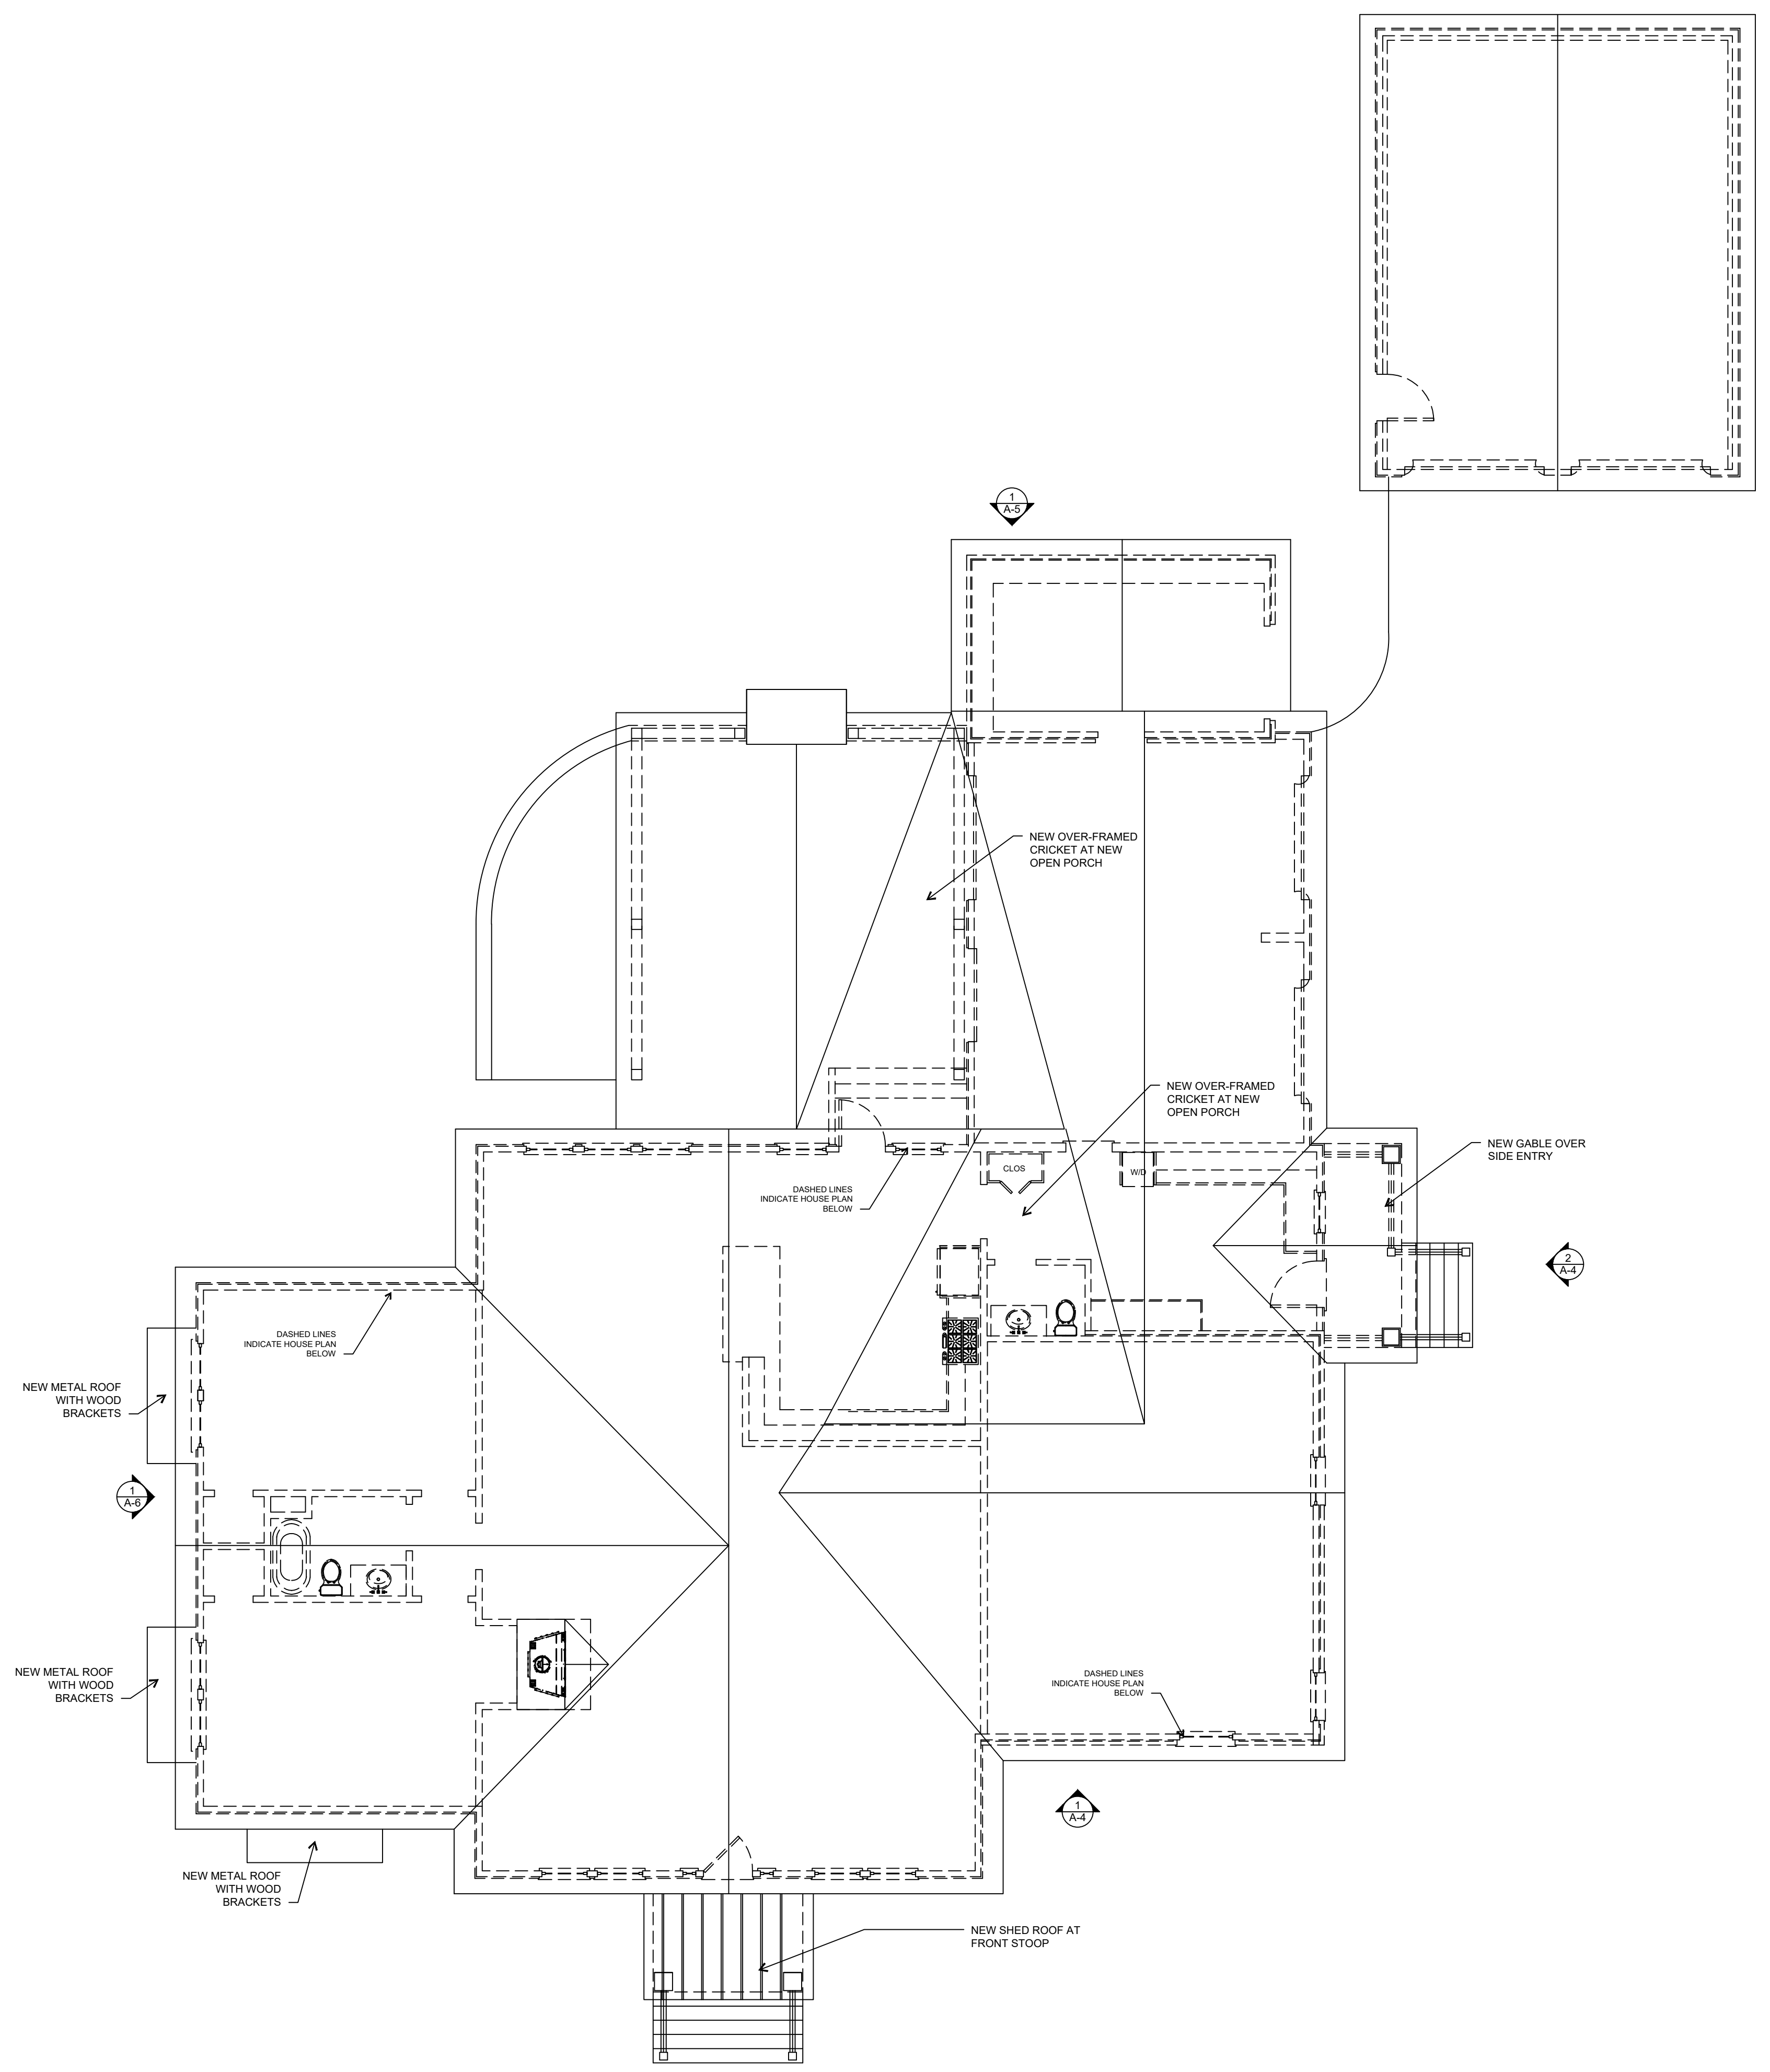 1
A-5
NEW OVER-FRAMED
CRICKET AT NEW
OPEN PORCH
NEW OVER-FRAMED
CRICKET AT NEW
OPEN PORCH
NEW GABLE OVER
SIDE ENTRY
CLOS
W/D
DASHED LINES
INDICATE HOUSE PLAN
BELOW
2
A-4
DASHED LINES
INDICATE HOUSE PLAN
BELOW
NEW METAL ROOF
WITH WOOD
BRACKETS
1
A-6
NEW METAL ROOF
WITH WOOD
BRACKETS
DASHED LINES
INDICATE HOUSE PLAN
BELOW
1
A-4
NEW METAL ROOF
WITH WOOD
BRACKETS
NEW SHED ROOF AT
FRONT STOOP